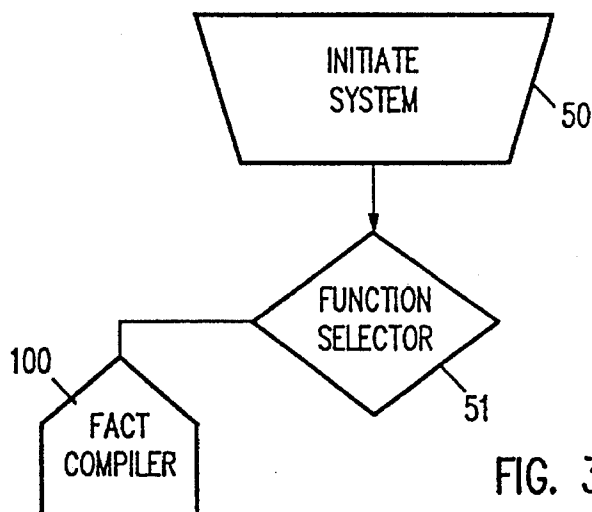 INITIATE
SYSTEM
50
FUNCTION
SELECTOR
51
100
FACT
COMPILER
FIG. 3